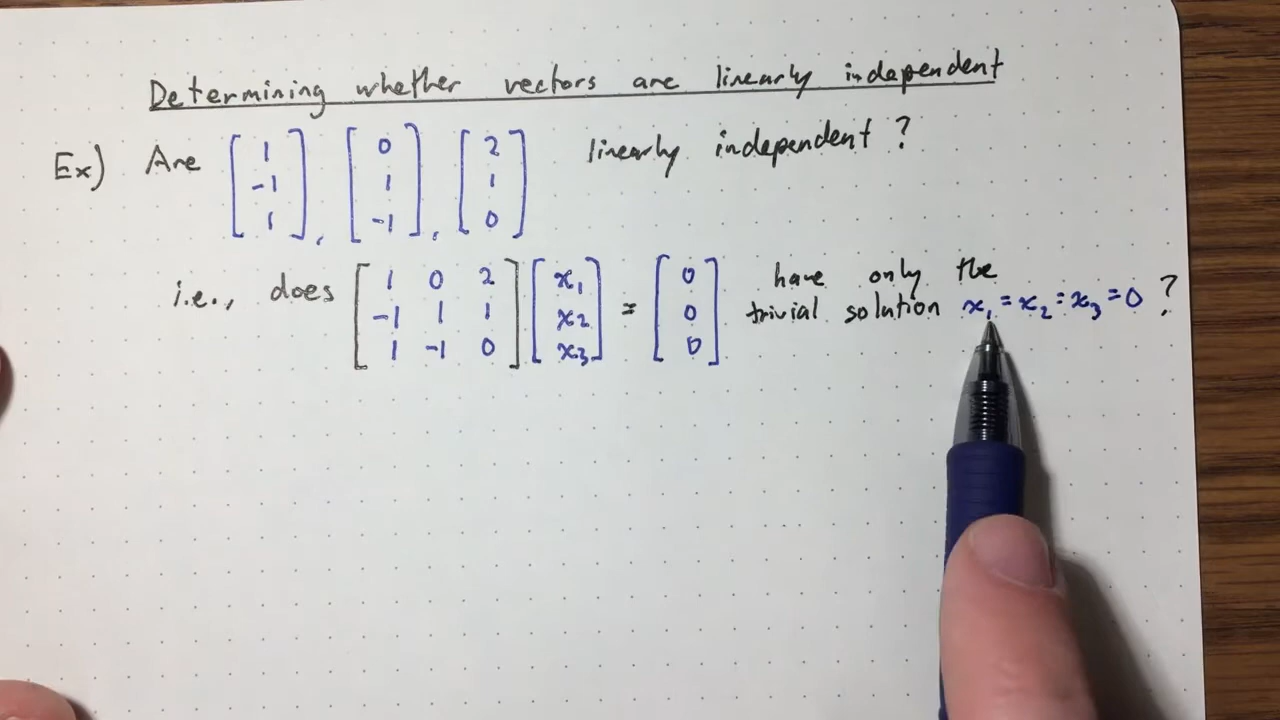 Determining whether vectors are linearly independent
Ex) Are [1 -1 1], [0 1 -1], [2 1 0] linearly independent?
i.e., does [1 0 2; -1 1 1; 1 -1 0] [x₁ x₂ x₃] = [0 0 0] have only the
trivial solution x₁ = x₂ = x₃ = 0 ?